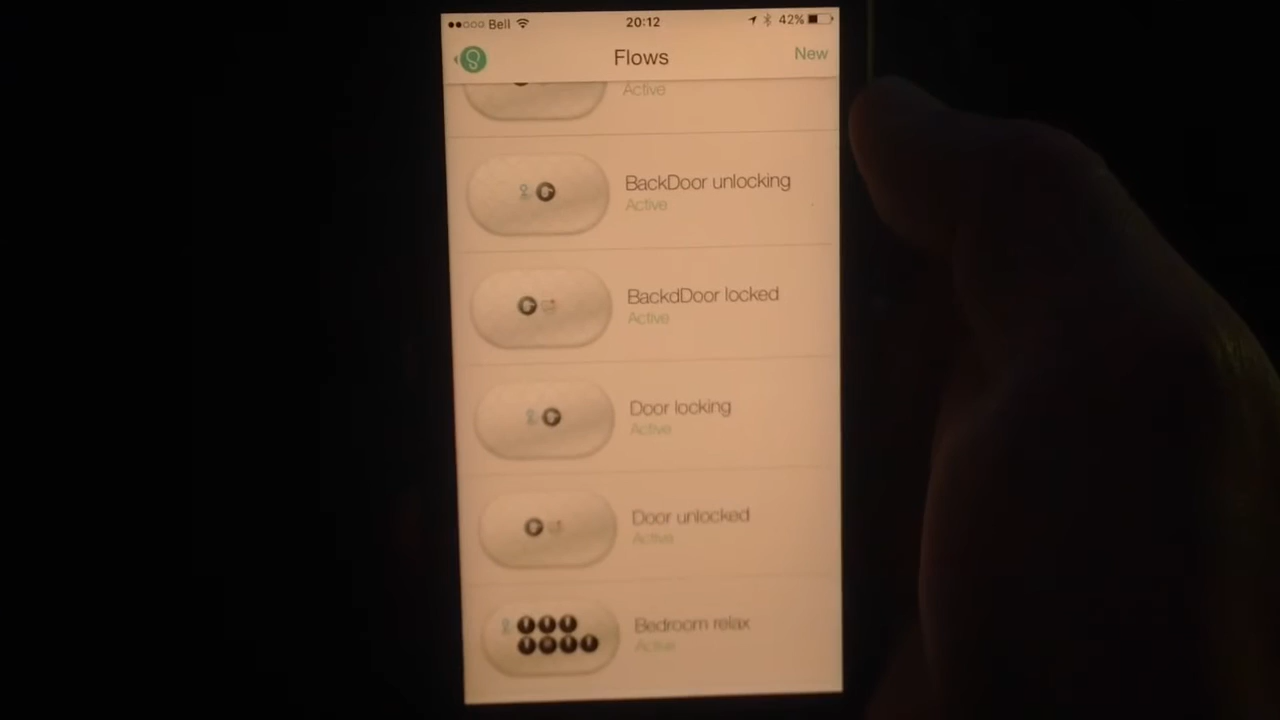 Bell 20:12 42%
Flows New
Active
BackDoor unlocking
Active
BackdDoor locked
Active
Door locking
Active
Door unlocked
Active
Bedroom relax
Active